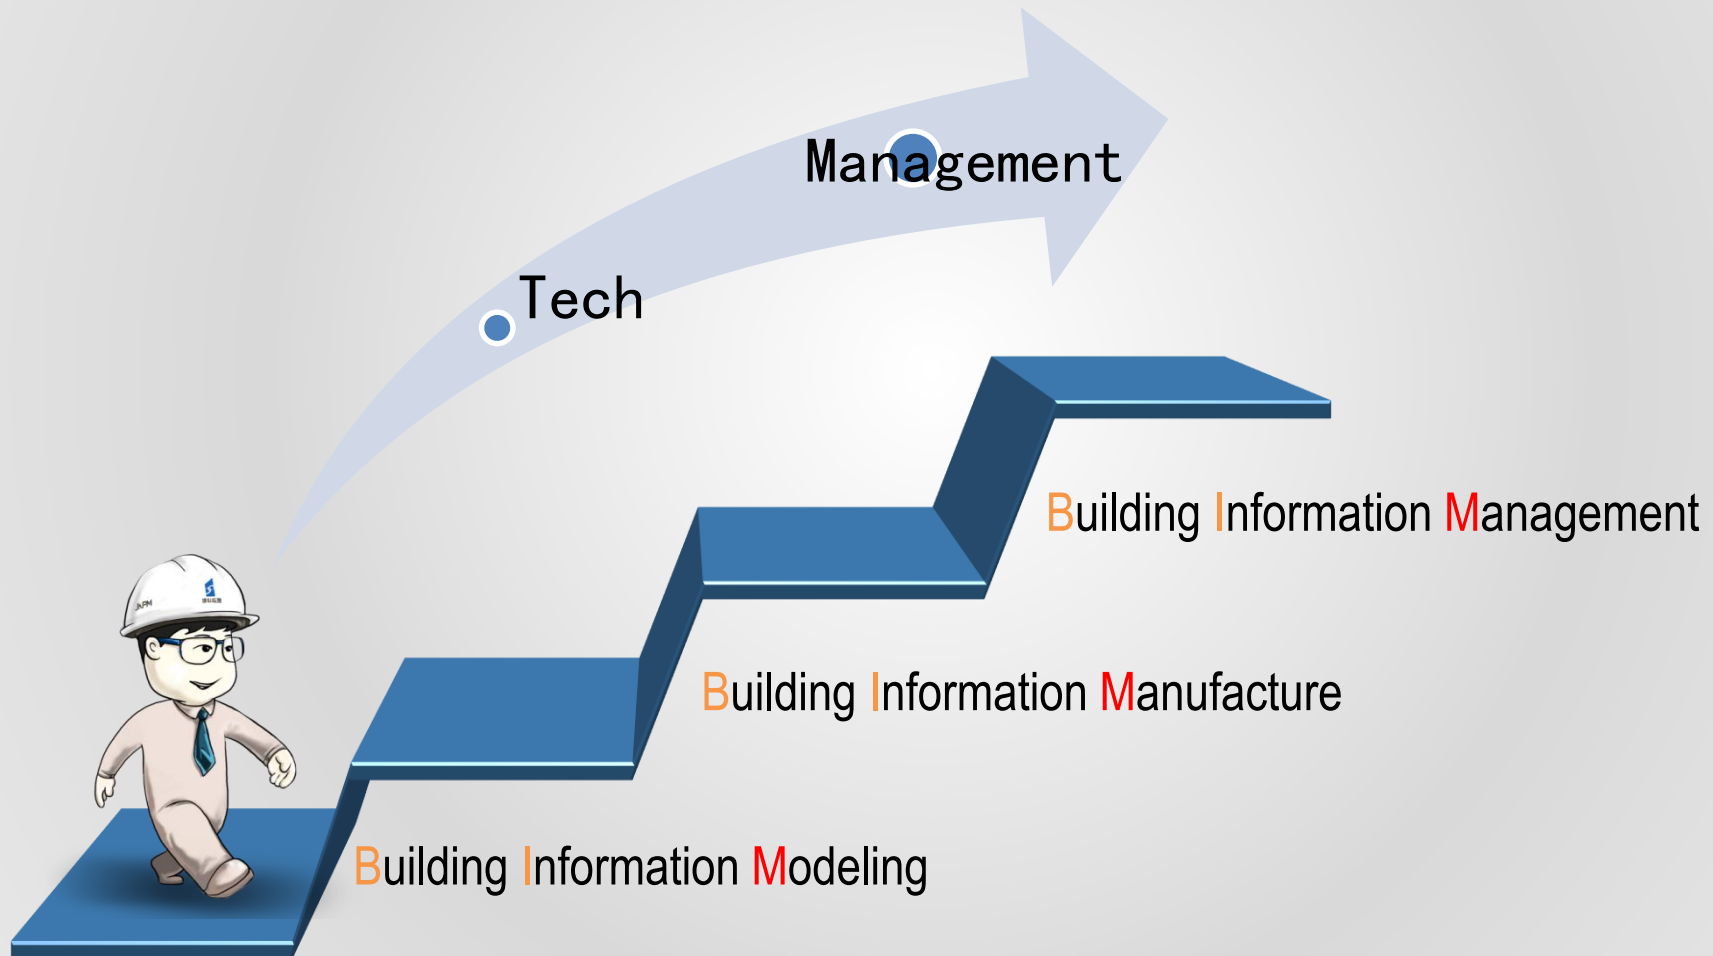 Management
Tech
Building Information Management
Building Information Manufacture
Building Information Modeling